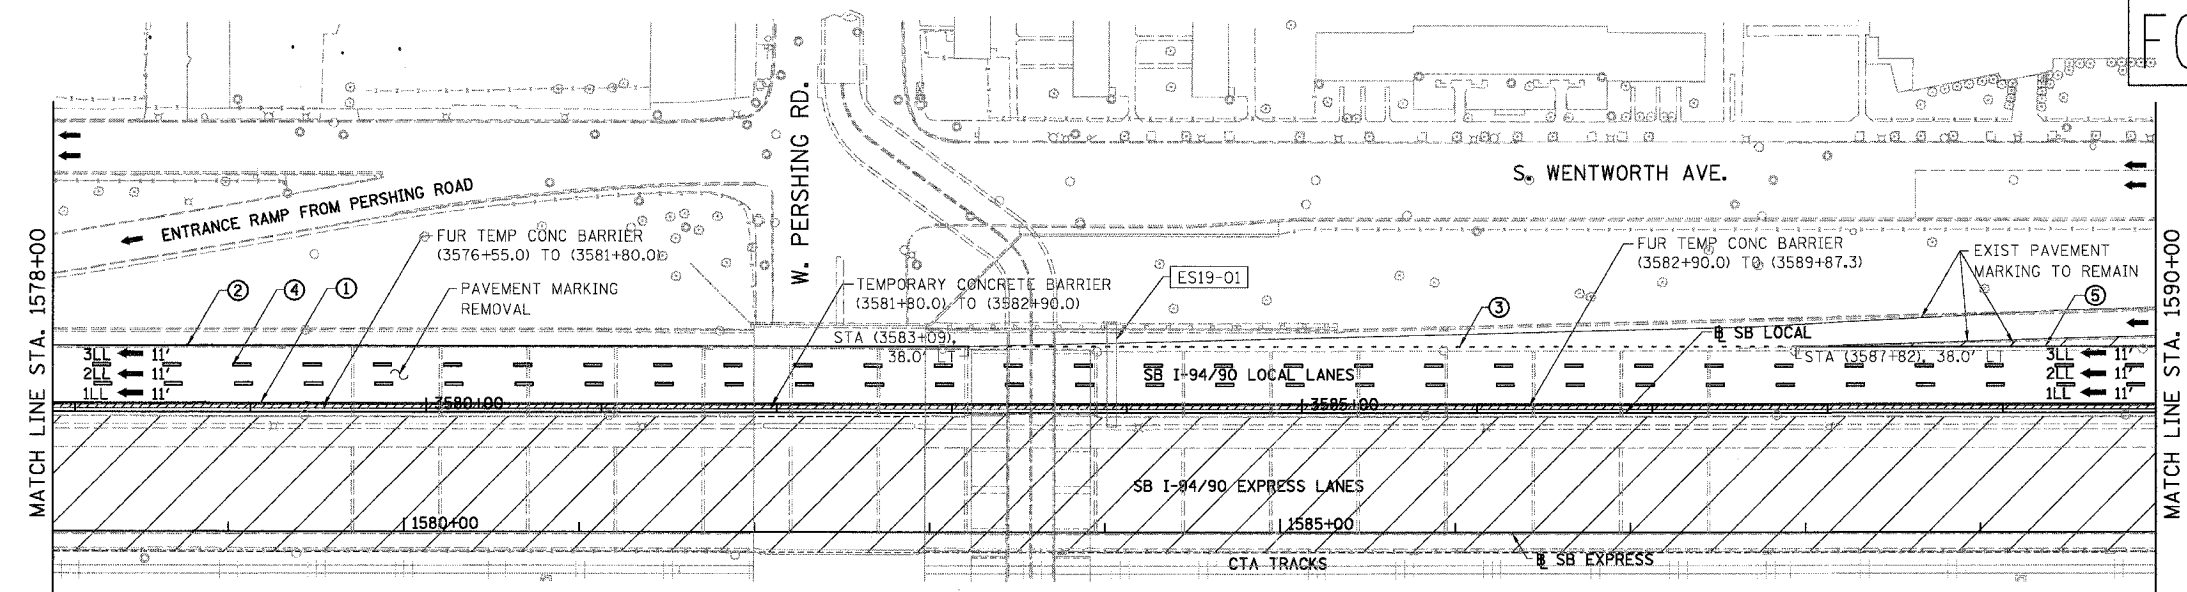 FO
W. PERSHING RD.
S. WENTWORTH AVE.
ENTRANCE RAMP FROM PERSHING ROAD
MATCH LINE STA. 1578+00
FUR TEMP CONC BARRIER
(3576+55.0) TO (3581+80.0)
PAVEMENT MARKING
REMOVAL
TEMPORARY CONCRETE BARRIER
(3581+80.0) TO (3582+90.0)
ES19-01
FUR TEMP CONC BARRIER
(3582+90.0) TO (3589+87.3)
EXIST PAVEMENT
MARKING TO REMAIN
MATCH LINE STA. 1590+00
2
4
1
3
5
STA (3583+09),
38.0' LT
℄ SB LOCAL
STA (3587+82), 38.0' LT
3LL 11'
2LL 11'
1LL 11'
SB I-94/90 LOCAL LANES
3LL 11'
2LL 11'
1LL 11'
3580+00
3585+00
SB I-94/90 EXPRESS LANES
1580+00
1585+00
CTA TRACKS
℄ SB EXPRESS